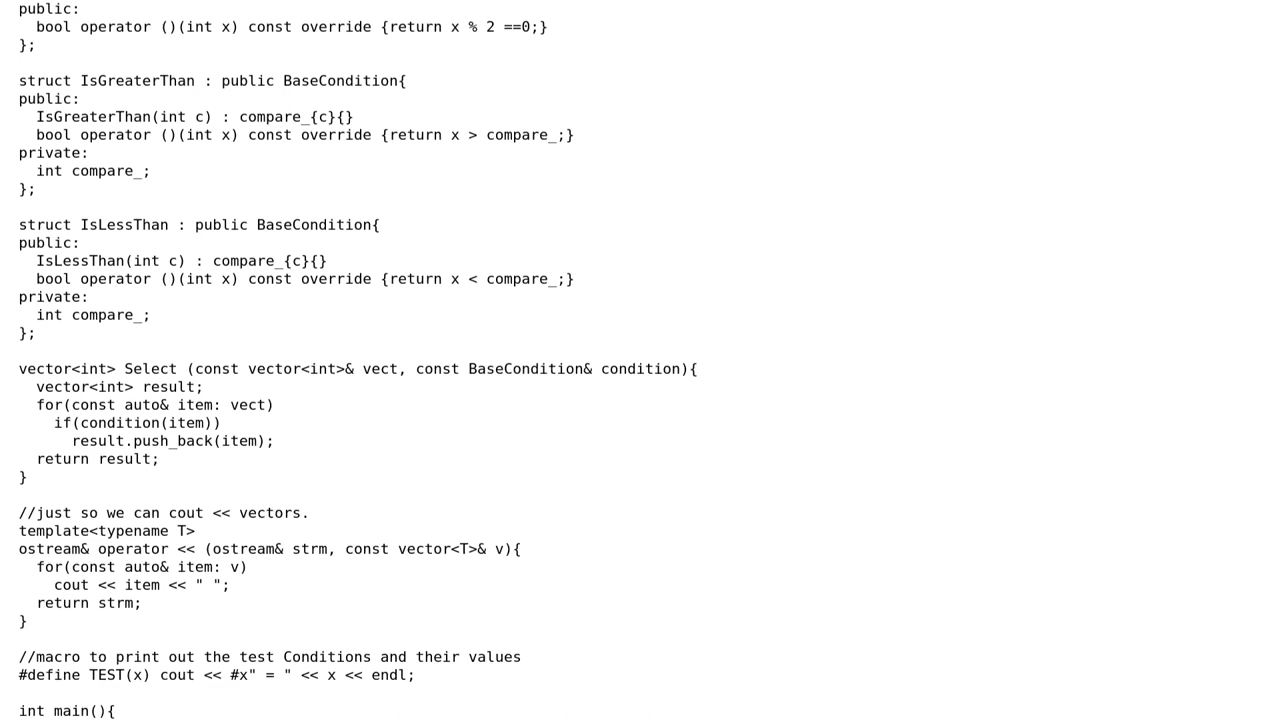 public:
  bool operator ()(int x) const override {return x % 2 ==0;}
};

struct IsGreaterThan : public BaseCondition{
public:
  IsGreaterThan(int c) : compare_{c}{}
  bool operator ()(int x) const override {return x > compare_;}
private:
  int compare_;
};

struct IsLessThan : public BaseCondition{
public:
  IsLessThan(int c) : compare_{c}{}
  bool operator ()(int x) const override {return x < compare_;}
private:
  int compare_;
};

vector<int> Select (const vector<int>& vect, const BaseCondition& condition){
  vector<int> result;
  for(const auto& item: vect)
    if(condition(item))
      result.push_back(item);
  return result;
}

//just so we can cout << vectors.
template<typename T>
ostream& operator << (ostream& strm, const vector<T>& v){
  for(const auto& item: v)
    cout << item << " ";
  return strm;
}

//macro to print out the test Conditions and their values
#define TEST(x) cout << #x" = " << x << endl;

int main(){